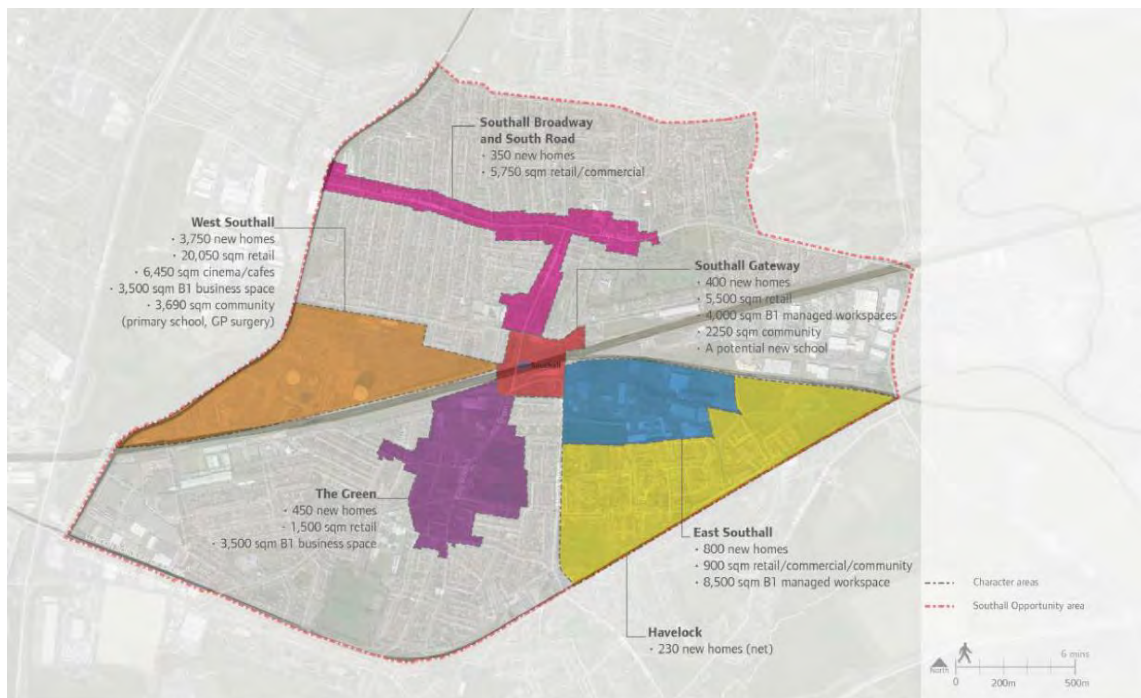 Southall Broadway
and South Road
· 350 new homes
· 5,750 sqm retail/commercial
West Southall
· 3,750 new homes
· 20,050 sqm retail
· 6,450 sqm cinema/cafes
· 3,500 sqm B1 business space
· 3,690 sqm community
(primary school, GP surgery)
Southall Gateway
· 400 new homes
· 5,500 sqm retail
· 4,000 sqm B1 managed workspaces
· 2250 sqm community
· A potential new school
Southall
The Green
· 450 new homes
· 1,500 sqm retail
· 3,500 sqm B1 business space
East Southall
· 800 new homes
· 900 sqm retail/commercial/community
· 8,500 sqm B1 managed workspace
Havelock
· 230 new homes (net)
Character areas
Southall Opportunity area
6 mins
North
0 200m 500m